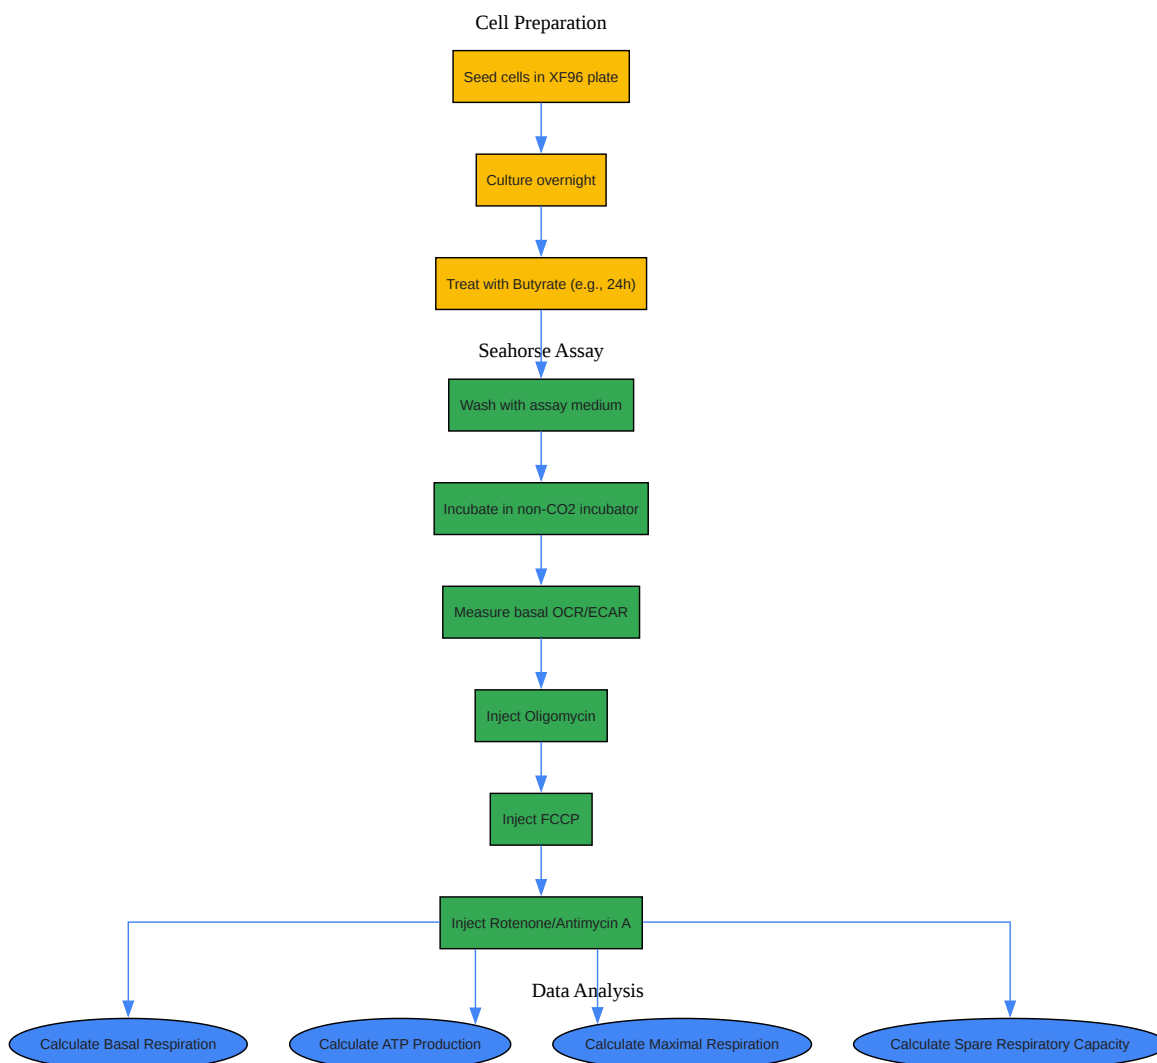 Cell Preparation
Seed cells in XF96 plate
Culture overnight
Treat with Butyrate (e.g., 24h)
Seahorse Assay
Wash with assay medium
Incubate in non-CO2 incubator
Measure basal OCR/ECAR
Inject Oligomycin
Inject FCCP
Inject Rotenone/Antimycin A
Data Analysis
Calculate Basal Respiration
Calculate ATP Production
Calculate Maximal Respiration
Calculate Spare Respiratory Capacity